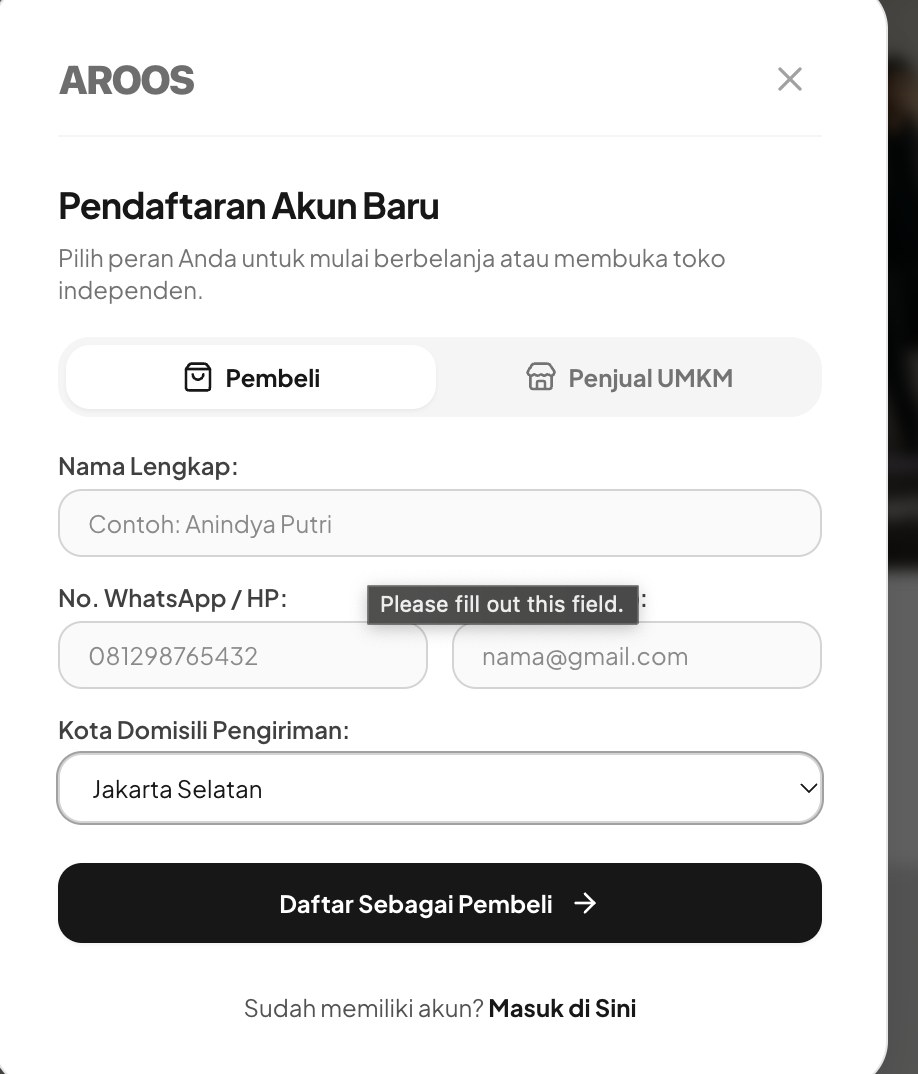 AROOS
Pendaftaran Akun Baru
Pilih peran Anda untuk mulai berbelanja atau membuka toko
independen.
Pembeli
Penjual UMKM
Nama Lengkap:
Contoh: Anindya Putri
No. WhatsApp / HP:
Please fill out this field.
:
081298765432
nama@gmail.com
Kota Domisili Pengiriman:
Jakarta Selatan
Daftar Sebagai Pembeli →
Sudah memiliki akun? Masuk di Sini